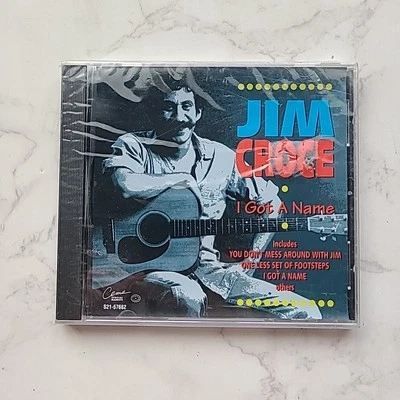 JIM
CROCE
I Got A Name
Includes
YOU DON'T MESS AROUND WITH JIM
ONE LESS SET OF FOOTSTEPS
I GOT A NAME
others
Cema
S21-57662